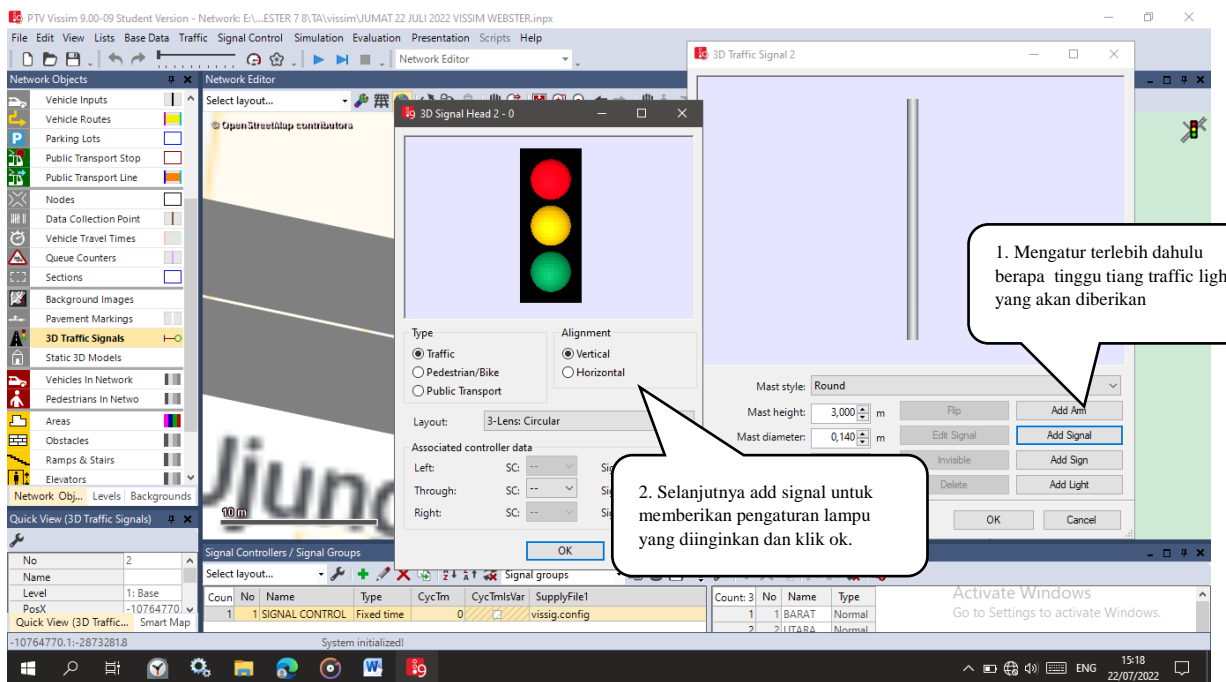 PTV Vissim 9.00-09 Student Version - Network: E:\...ESTER 7 8\TA\vissim\JUMAT 22 JULI 2022 VISSIM WEBSTER.inpx
File Edit View Lists Base Data Traffic Signal Control Simulation Evaluation Presentation Scripts Help
Network Editor
Network Objects
Vehicle Inputs
Vehicle Routes
Parking Lots
Public Transport Stop
Public Transport Line
Nodes
Data Collection Point
Vehicle Travel Times
Queue Counters
Sections
Background Images
Pavement Markings
3D Traffic Signals
Static 3D Models
Vehicles In Network
Pedestrians In Netwo
Areas
Obstacles
Ramps & Stairs
Elevators
Network Obj... Levels Backgrounds
Quick View (3D Traffic Signals)
No 2
Name
Level 1: Base
PosX -10764770.
Quick View (3D Traffic... Smart Map
-10764770.1:-2873281.8
System initialized!
Network Editor
Select layout...
© OpenStreetMap contributors
Jjung
10 m
3D Signal Head 2 - 0
Type
Traffic
Pedestrian/Bike
Public Transport
Alignment
Vertical
Horizontal
Layout: 3-Lens: Circular
Associated controller data
Left: SC: -- Si
Through: SC: -- Si
Right: SC: -- Si
OK
3D Traffic Signal 2
1. Mengatur terlebih dahulu
berapa tinggu tiang traffic ligh
yang akan diberikan
Mast style: Round
Mast height: 3,000 m Flip Add Arm
Mast diameter: 0,140 m Edit Signal Add Signal
Invisible Add Sign
Delete Add Light
OK Cancel
2. Selanjutnya add signal untuk
memberikan pengaturan lampu
yang diinginkan dan klik ok.
Signal Controllers / Signal Groups
Select layout... Signal groups
Coun No Name Type CycTm CycTmIsVar SupplyFile1
1 1 SIGNAL CONTROL Fixed time 0 vissig.config
Count: 3 No Name Type
1 1 BARAT Normal
2 2 UTARA Normal
Activate Windows
Go to Settings to activate Windows.
ENG
15:18
22/07/2022